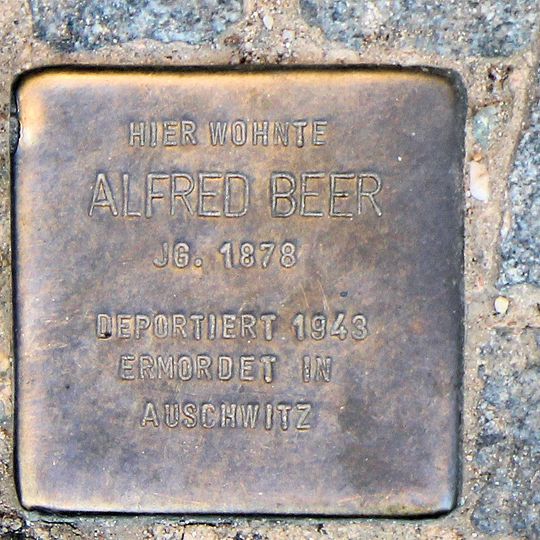 HIER WOHNTE
ALFRED BEER
JG. 1878
DEPORTIERT 1943
ERMORDET IN
AUSCHWITZ